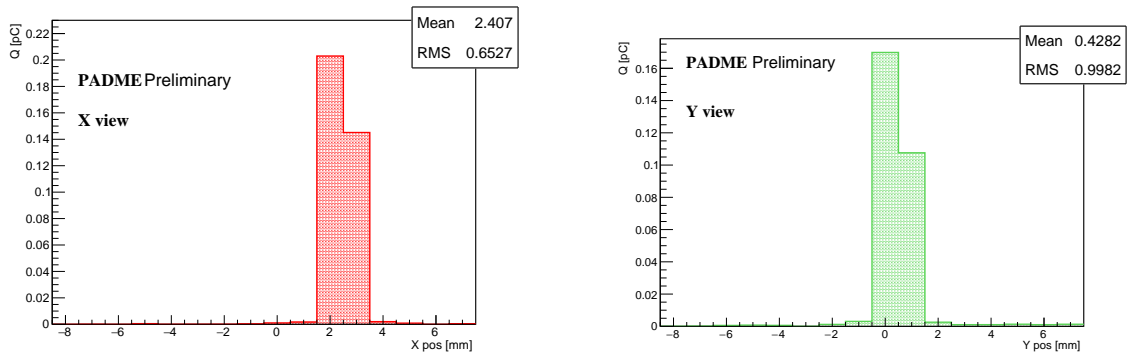 Mean 2.407
RMS 0.6527
Q [pC]
0.22
0.2
0.18
0.16
0.14
0.12
0.1
0.08
0.06
0.04
0.02
0
PADME Preliminary
X view
−8 −6 −4 −2 0 2 4 6
X pos [mm]
Mean 0.4282
RMS 0.9982
Q [pC]
0.16
0.14
0.12
0.1
0.08
0.06
0.04
0.02
0
PADME Preliminary
Y view
−8 −6 −4 −2 0 2 4 6
Y pos [mm]